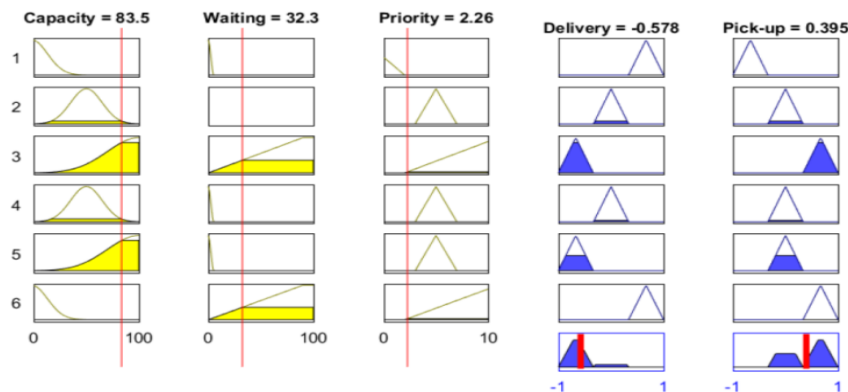 Capacity = 83.5 Waiting = 32.3 Priority = 2.26 Delivery = -0.578 Pick-up = 0.395
1
2
3
4
5
6
0 100 0 100 0 10
-1 1 -1 1